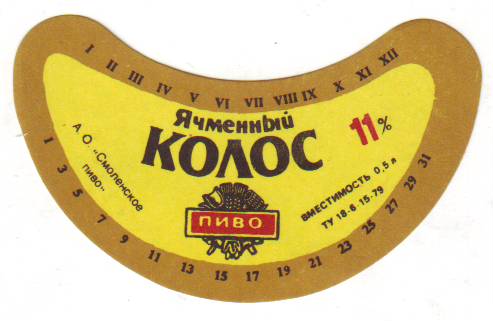 I II III IV V VI VII VIII IX X XI XII
Ячменный
КОЛОС
11%
А.О. «Смоленское
пиво»
ПИВО
ВМЕСТИМОСТЬ 0,5 л
ТУ 18-6-15-79
1 3 5 7 9 11 13 15 17 19 21 23 25 27 29 31